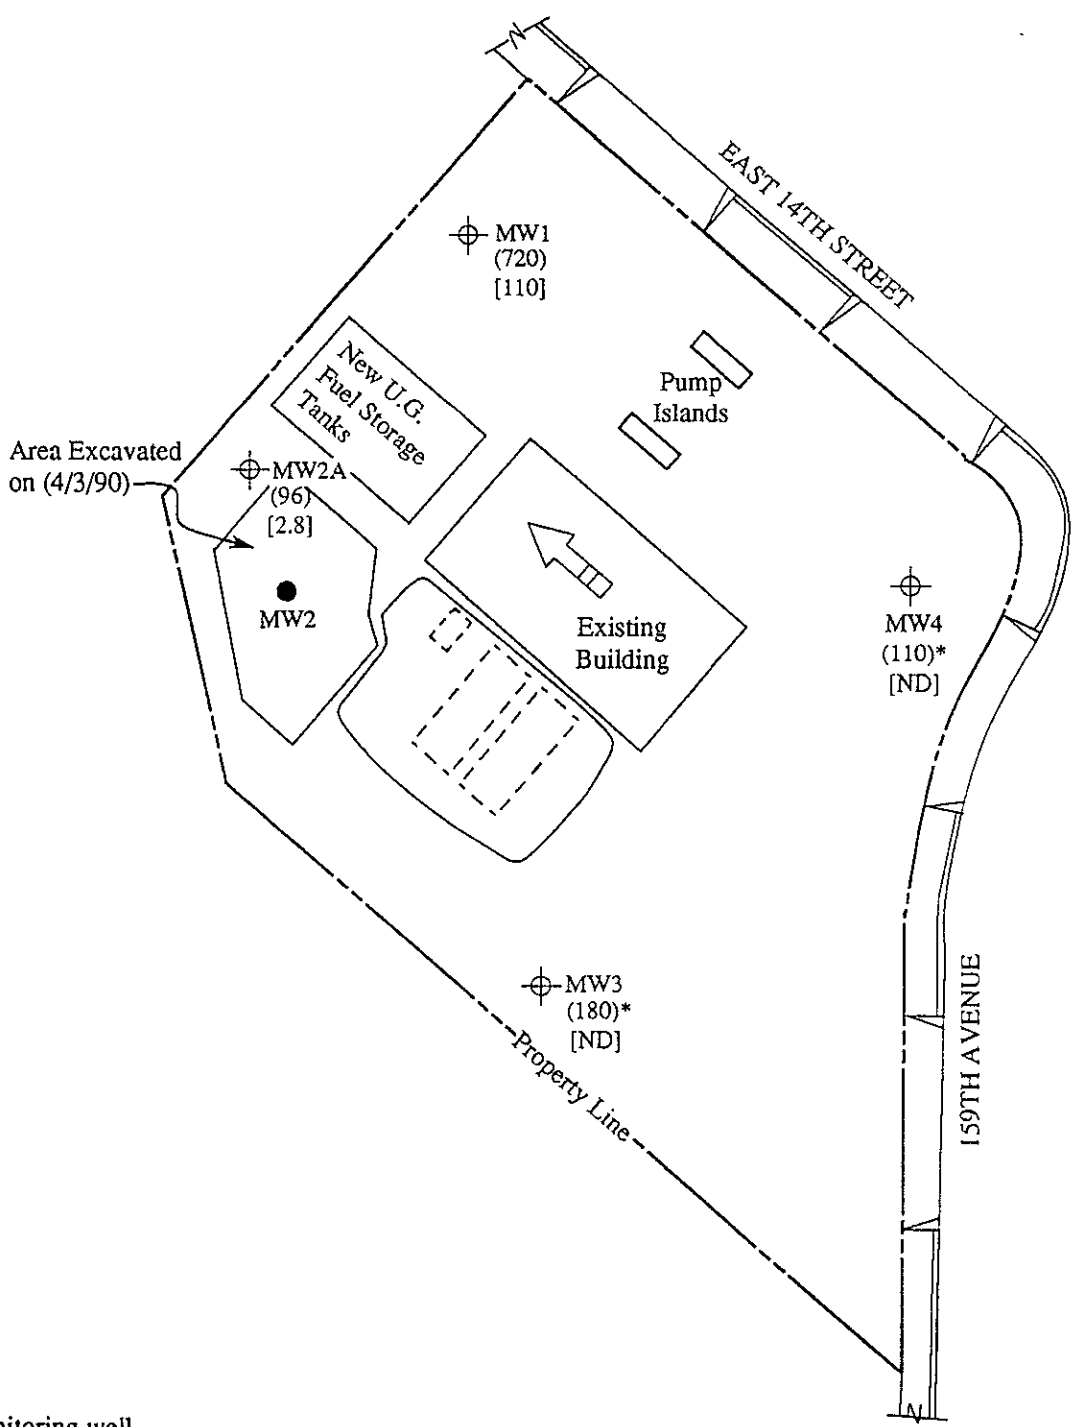 EAST 14TH STREET
MW1
(720)
[110]
New U.G.
Fuel Storage
Tanks
Pump
Islands
Area Excavated
on (4/3/90)
MW2A
(96)
[2.8]
MW2
Existing
Building
MW4
(110)*
[ND]
MW3
(180)*
[ND]
Property Line
159TH AVENUE